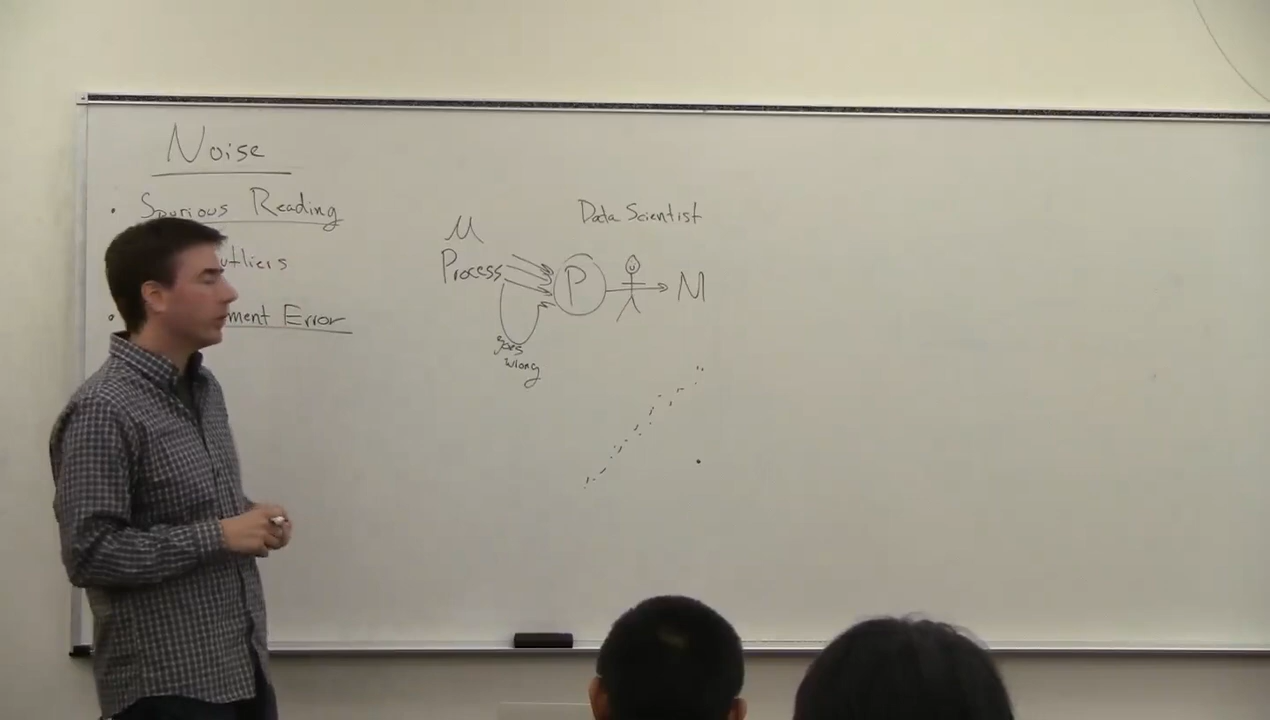 Noise
• Spurious Reading
utliers
• ment Error
Data Scientist
M
Process
P
M
goes
wrong